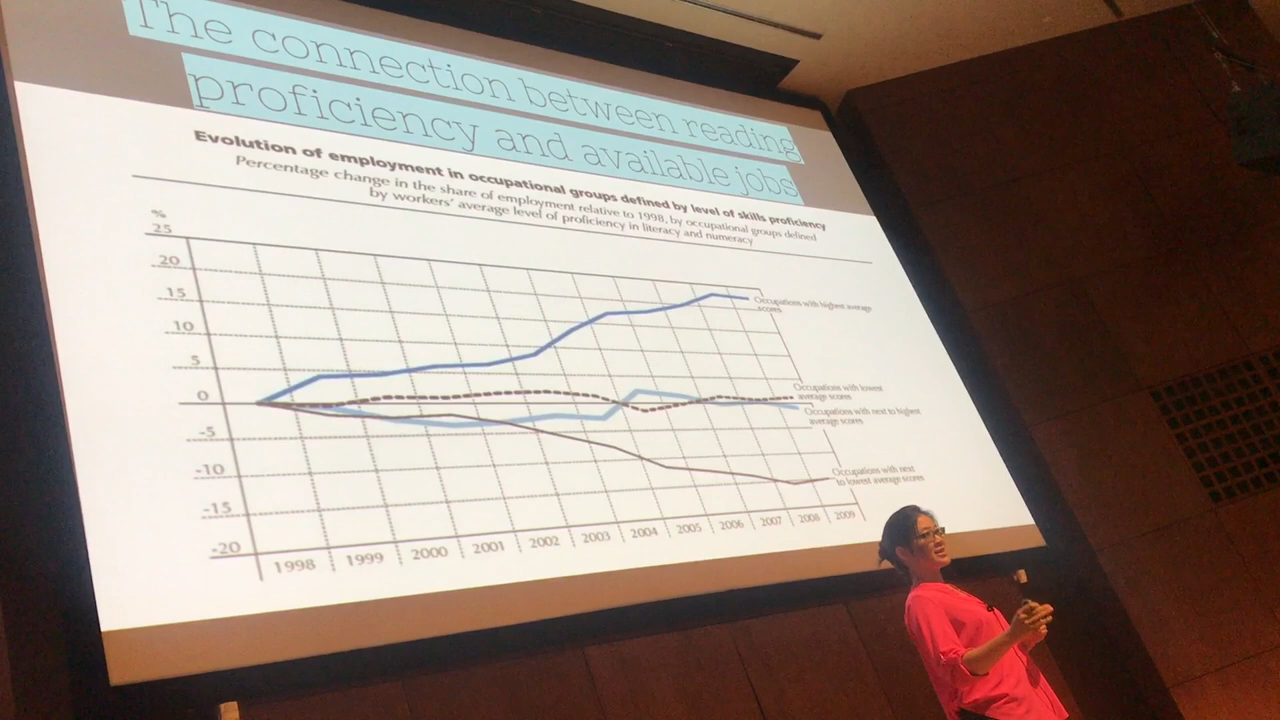 The connection between reading
proficiency and available jobs
Evolution of employment in occupational groups defined by level of skills proficiency
Percentage change in the share of employment relative to 1998, by occupational groups defined
by workers' average level of proficiency in literacy and numeracy
%
25
20
15
10
5
0
-5
-10
-15
-20
Occupations with highest average
scores
Occupations with lowest
average scores
Occupations with next to highest
average scores
Occupations with next
to lowest average scores
1998 1999 2000 2001 2002 2003 2004 2005 2006 2007 2008 2009